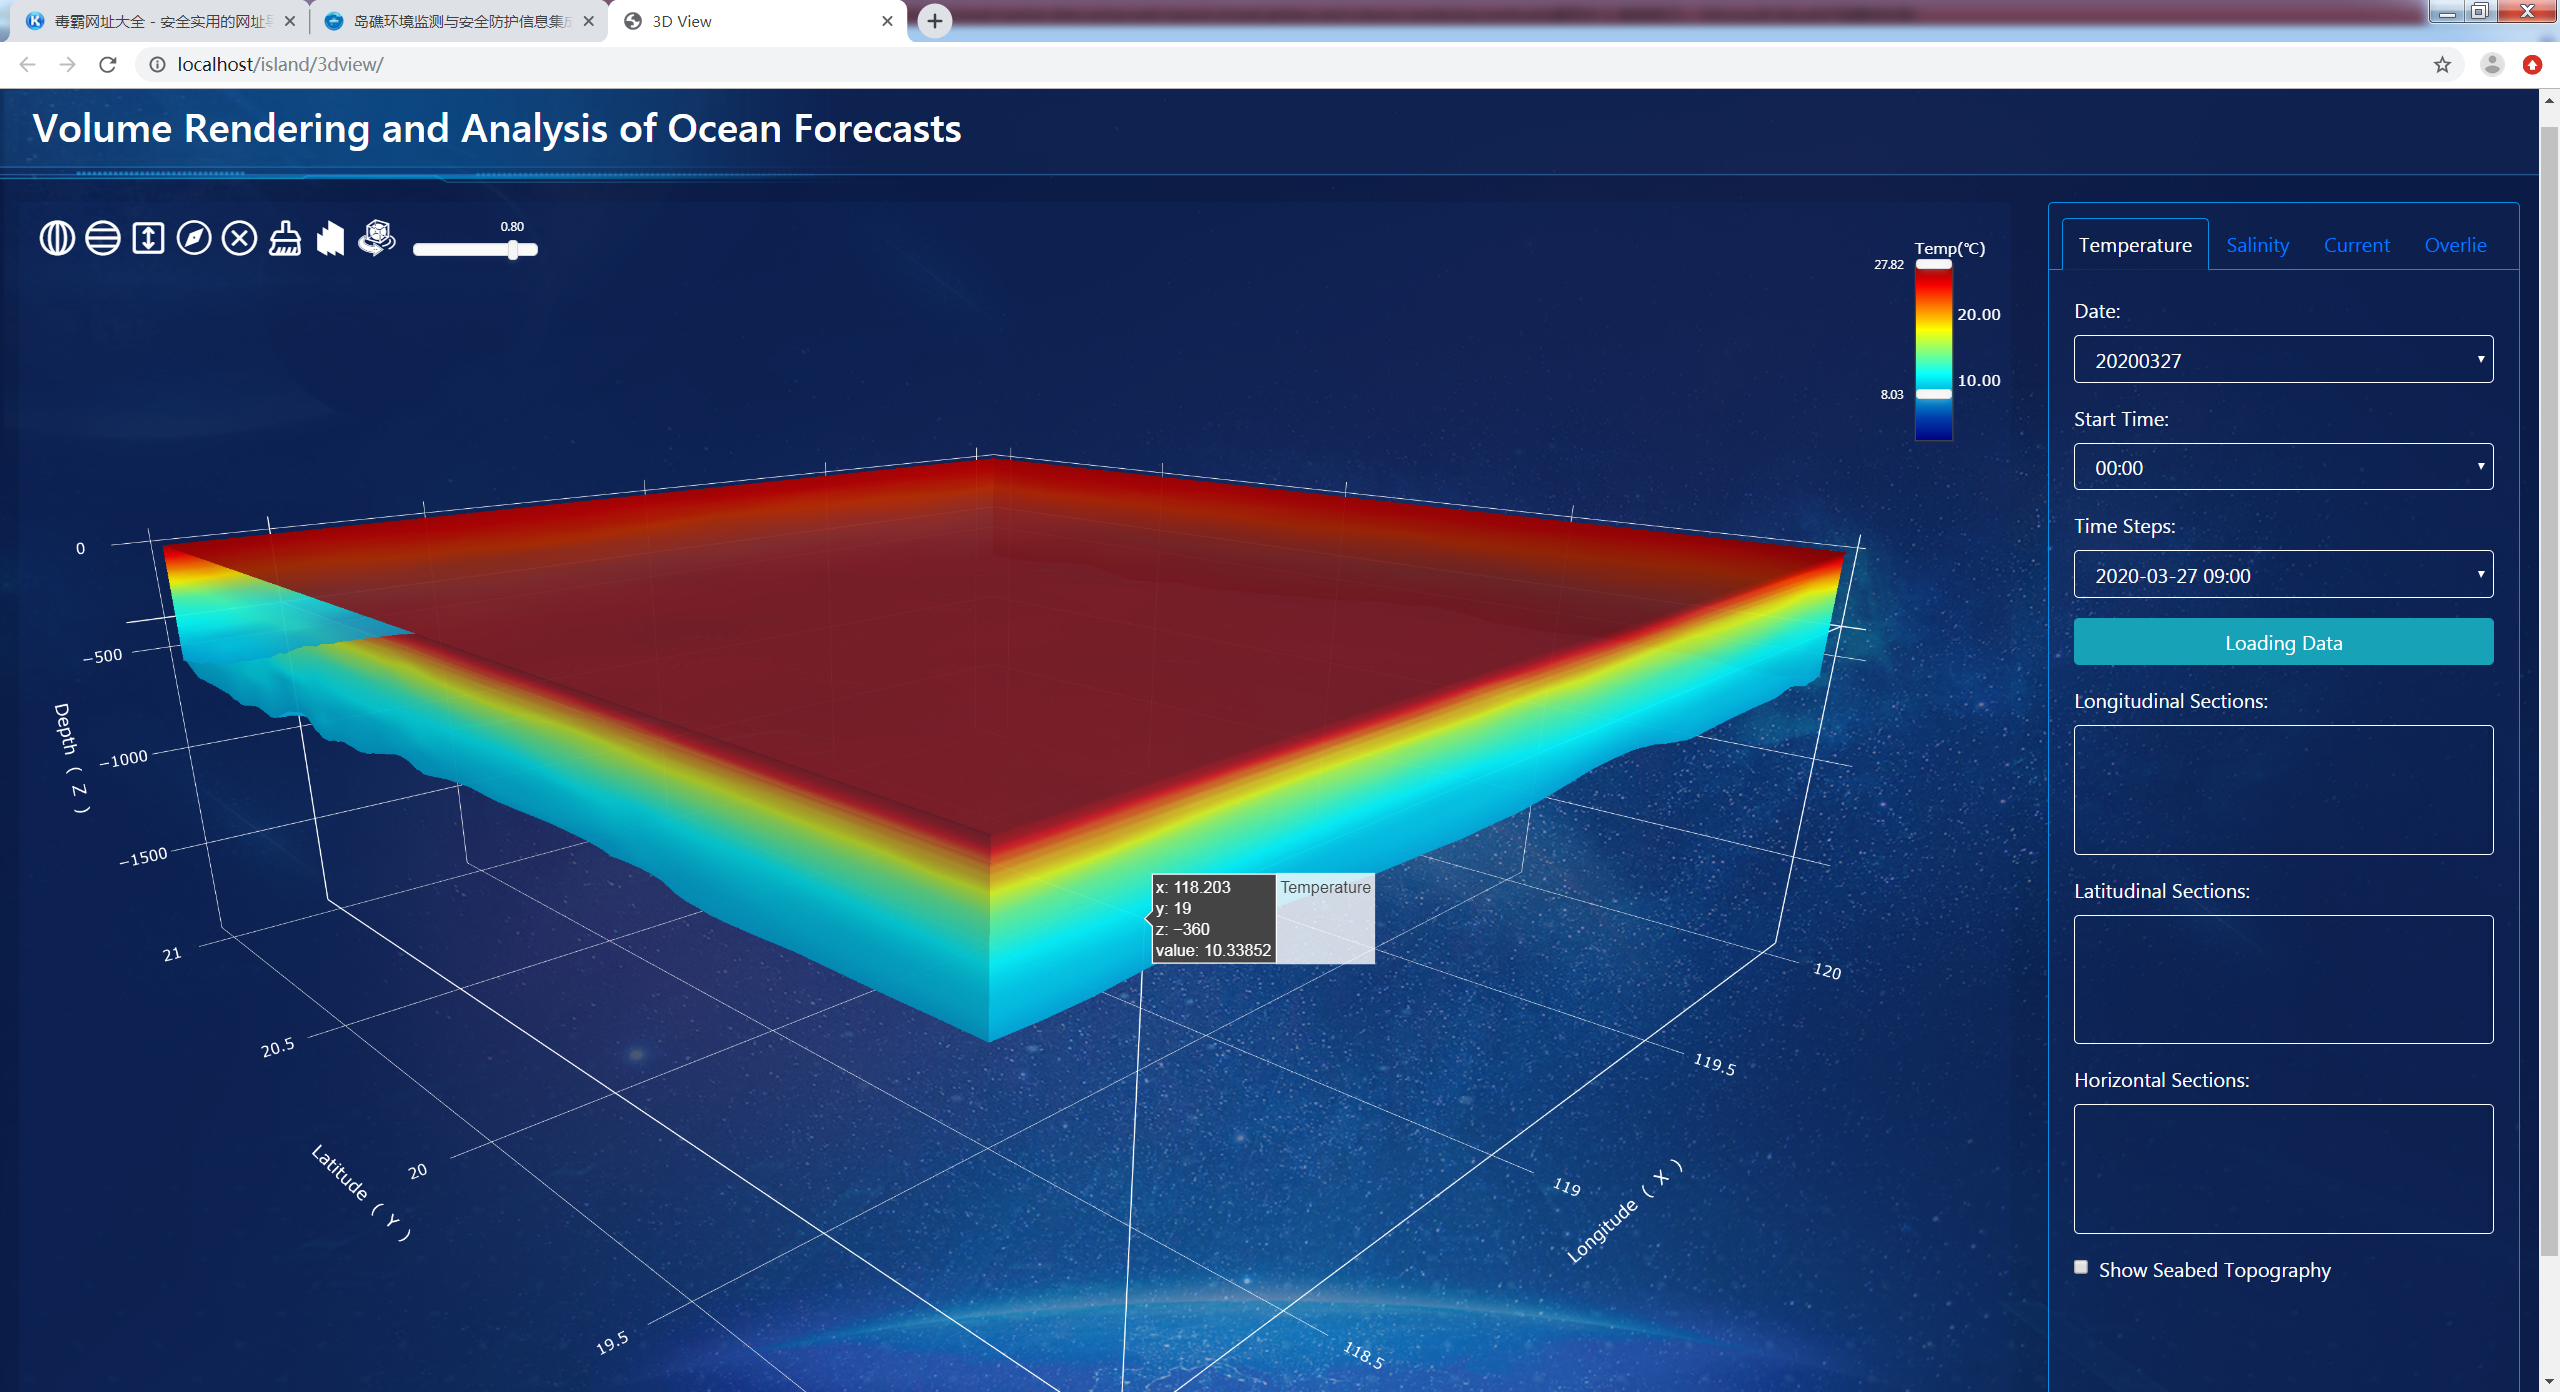 毒霸网址大全 - 安全实用的网址
岛礁环境监测与安全防护信息集
3D View
localhost/island/3dview/
Volume Rendering and Analysis of Ocean Forecasts
0.80
Temp(℃)
27.82
20.00
10.00
8.03
0
−500
−1000
−1500
Depth ( Z )
21
20.5
20
19.5
Latitude ( Y )
x: 118.203
y: 19
z: −360
value: 10.33852
Temperature
120
119.5
119
118.5
Longitude ( X )
Temperature
Salinity
Current
Overlie
Date:
20200327
Start Time:
00:00
Time Steps:
2020-03-27 09:00
Loading Data
Longitudinal Sections:
Latitudinal Sections:
Horizontal Sections:
Show Seabed Topography